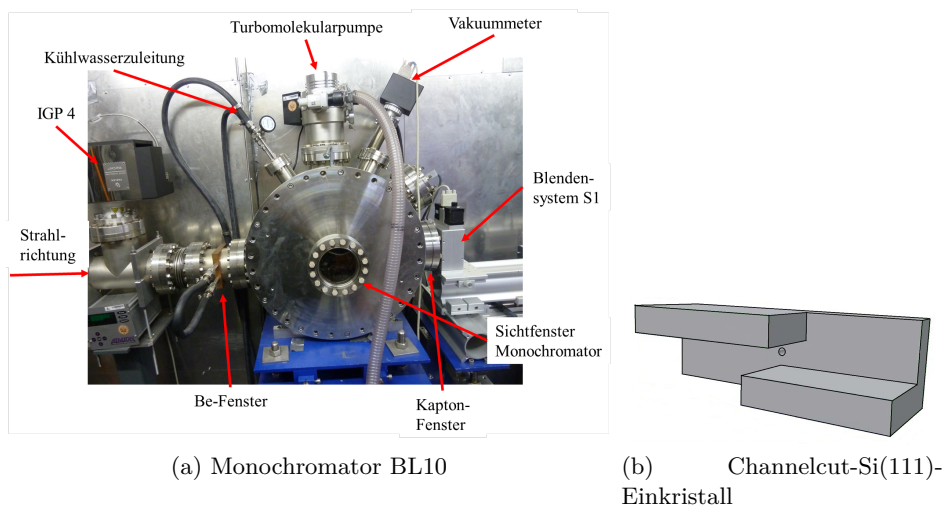 Turbomolekularpumpe
Vakuummeter
Kühlwasserzuleitung
IGP 4
Blenden-
system S1
Strahl-
richtung
Sichtfenster
Monochromator
Be-Fenster
Kapton-
Fenster
(a) Monochromator BL10
(b) Channelcut-Si(111)-
Einkristall